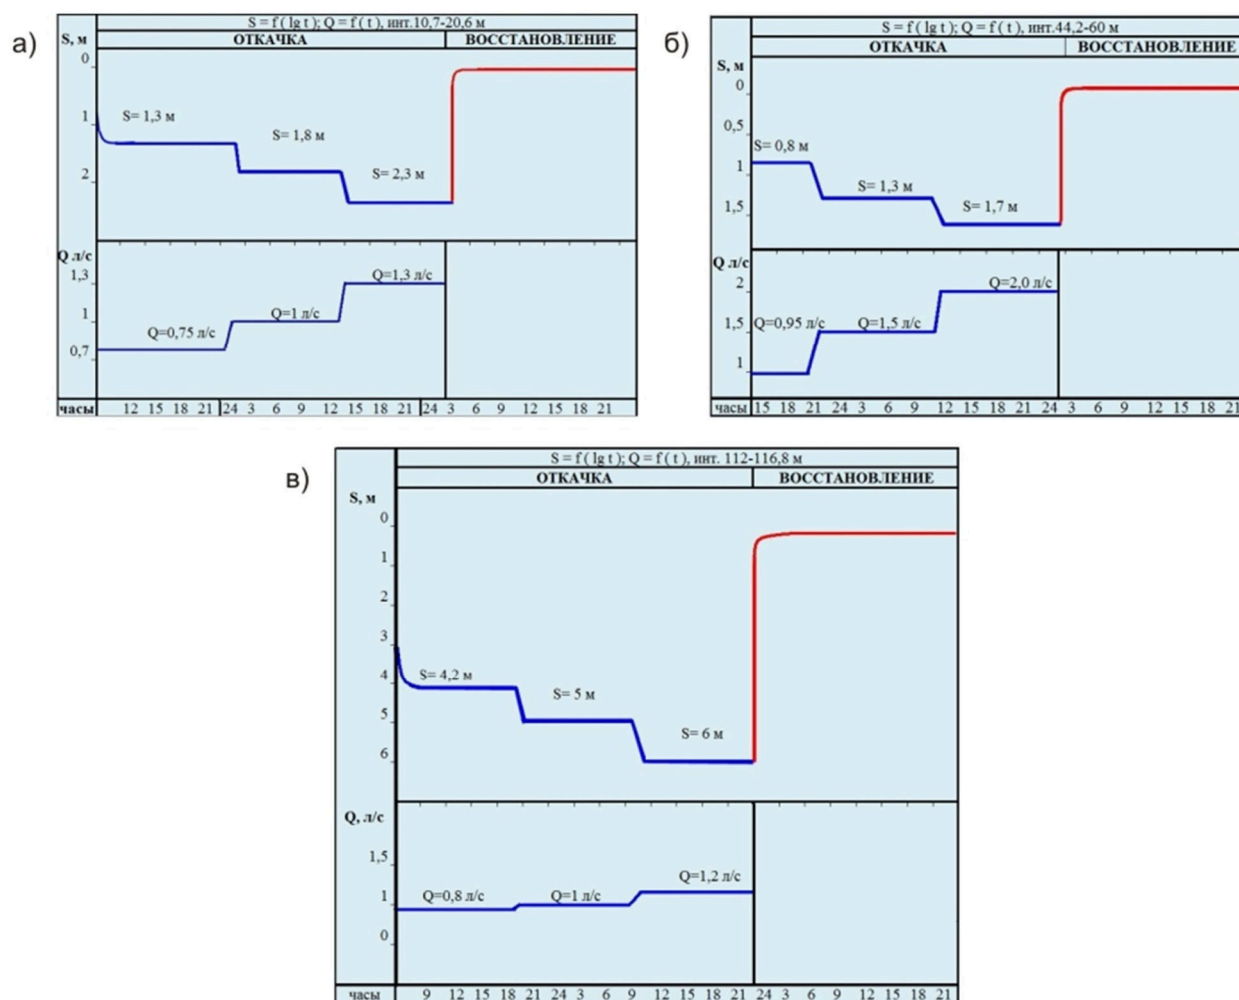 а)
S = f ( lg t ); Q = f ( t ), инт.10,7-20,6 м
S, м ОТКАЧКА ВОССТАНОВЛЕНИЕ
0
S= 1,3 м
1
S= 1,8 м
S= 2,3 м
2
Q л/с
1,3
Q=1,3 л/с
1
Q=1 л/с
Q=0,75 л/с
0,7
часы 12 15 18 21 24 3 6 9 12 15 18 21 24 3 6 9 12 15 18 21
б)
S = f ( lg t ); Q = f ( t ), инт.44,2-60 м
ОТКАЧКА ВОССТАНОВЛЕНИЕ
S, м
0
0,5
S= 0,8 м
1
S= 1,3 м
S= 1,7 м
1,5
Q л/с
2
Q=2,0 л/с
Q=0,95 л/с Q=1,5 л/с
1,5
1
часы 15 18 21 24 3 6 9 12 15 18 21 24 3 6 9 12 15 18 21
в)
S = f ( lg t ); Q = f ( t ), инт. 112-116,8 м
ОТКАЧКА ВОССТАНОВЛЕНИЕ
S, м
0
1
2
3
S= 4,2 м
4
S= 5 м
5
S= 6 м
6
Q, л/с
1,5
Q=1,2 л/с
Q=0,8 л/с Q=1 л/с
1
0
часы 9 12 15 18 21 24 3 6 9 12 15 18 21 24 3 6 9 12 15 18 21